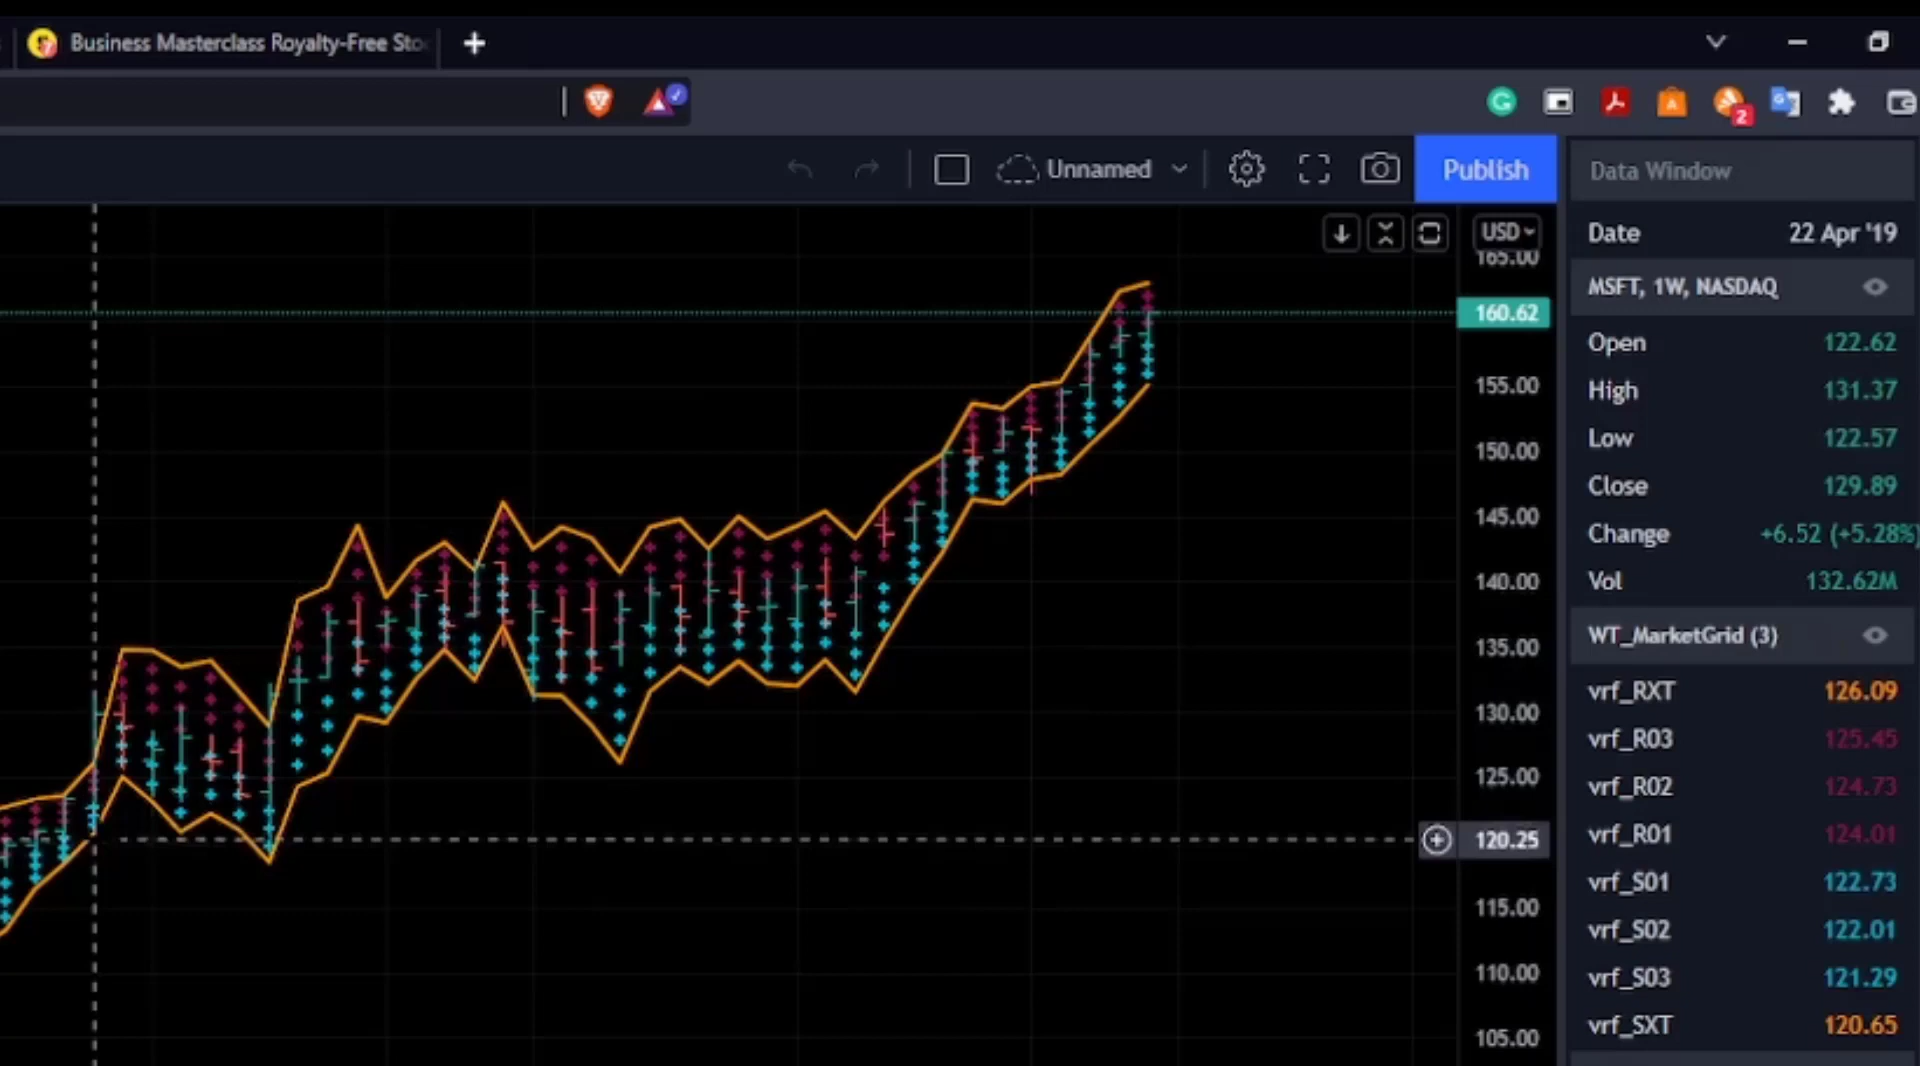 Business Masterclass Royalty-Free Sto
2
Unnamed
Publish
Data Window
USD
165.00
160.62
155.00
150.00
145.00
140.00
135.00
130.00
125.00
120.25
115.00
110.00
105.00
Date 22 Apr '19
MSFT, 1W, NASDAQ
Open 122.62
High 131.37
Low 122.57
Close 129.89
Change +6.52 (+5.28%)
Vol 132.62M
WT_MarketGrid (3)
vrf_RXT 126.09
vrf_R03 125.45
vrf_R02 124.73
vrf_R01 124.01
vrf_S01 122.73
vrf_S02 122.01
vrf_S03 121.29
vrf_SXT 120.65